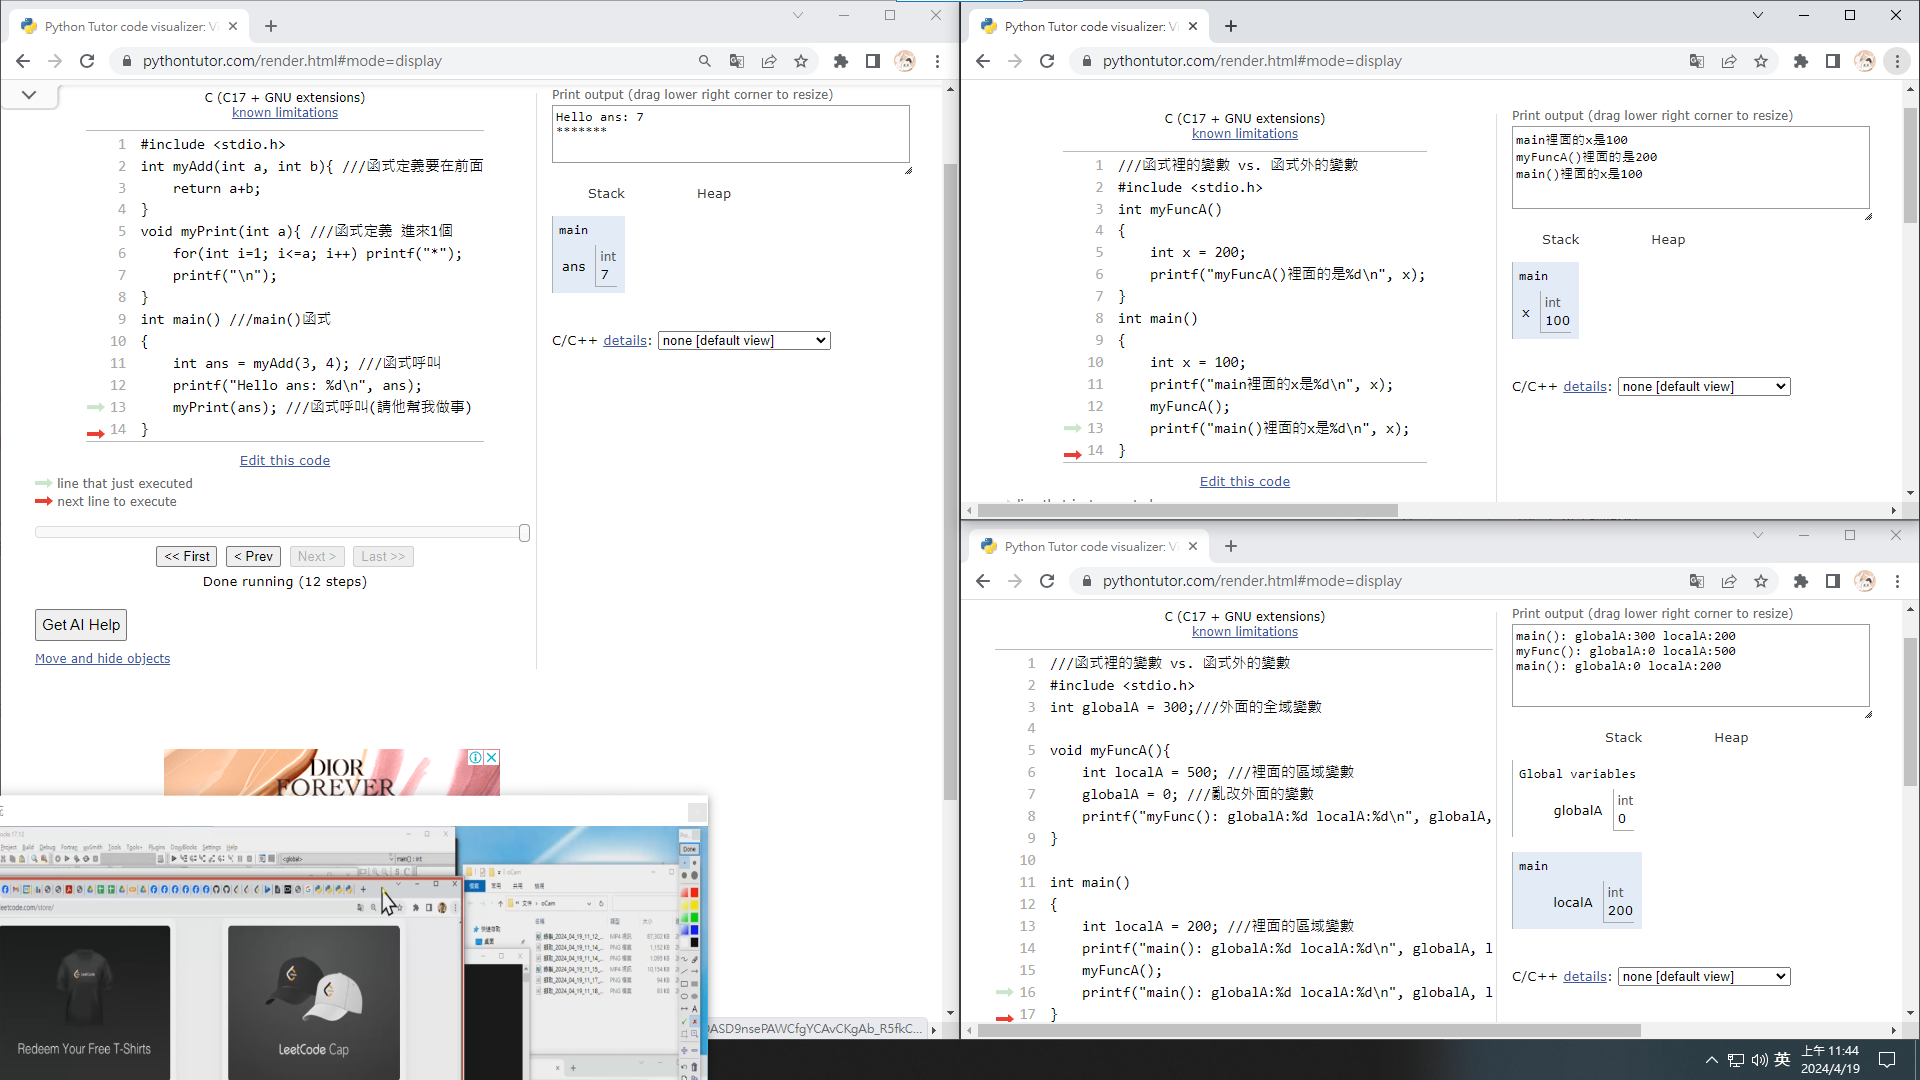 Python Tutor code visualizer: Vi
pythontutor.com/render.html#mode=display
C (C17 + GNU extensions)
known limitations
1 #include <stdio.h>
2 int myAdd(int a, int b){ ///函式定義要在前面
3 return a+b;
4 }
5 void myPrint(int a){ ///函式定義 進來1個
6 for(int i=1; i<=a; i++) printf("*");
7 printf("\n");
8 }
9 int main() ///main()函式
10 {
11 int ans = myAdd(3, 4); ///函式呼叫
12 printf("Hello ans: %d\n", ans);
13 myPrint(ans); ///函式呼叫(請他幫我做事)
14 }
Edit this code
line that just executed
next line to execute
<< First < Prev Next > Last >>
Done running (12 steps)
Get AI Help
Move and hide objects
Print output (drag lower right corner to resize)
Hello ans: 7
*******
Stack Heap
main
ans int 7
C/C++ details: none [default view]
DIOR
FOREVER
Redeem Your Free T-Shirts
LeetCode Cap
Python Tutor code visualizer: Vi
pythontutor.com/render.html#mode=display
C (C17 + GNU extensions)
known limitations
1 ///函式裡的變數 vs. 函式外的變數
2 #include <stdio.h>
3 int myFuncA()
4 {
5 int x = 200;
6 printf("myFuncA()裡面的是%d\n", x);
7 }
8 int main()
9 {
10 int x = 100;
11 printf("main裡面的x是%d\n", x);
12 myFuncA();
13 printf("main()裡面的x是%d\n", x);
14 }
Edit this code
Print output (drag lower right corner to resize)
main裡面的x是100
myFuncA()裡面的是200
main()裡面的x是100
Stack Heap
main
x int 100
C/C++ details: none [default view]
Python Tutor code visualizer: Vi
pythontutor.com/render.html#mode=display
C (C17 + GNU extensions)
known limitations
1 ///函式裡的變數 vs. 函式外的變數
2 #include <stdio.h>
3 int globalA = 300;///外面的全域變數
4
5 void myFuncA(){
6 int localA = 500; ///裡面的區域變數
7 globalA = 0; ///亂改外面的變數
8 printf("myFunc(): globalA:%d localA:%d\n", globalA,
9 }
10
11 int main()
12 {
13 int localA = 200; ///裡面的區域變數
14 printf("main(): globalA:%d localA:%d\n", globalA, l
15 myFuncA();
16 printf("main(): globalA:%d localA:%d\n", globalA, l
17 }
Print output (drag lower right corner to resize)
main(): globalA:300 localA:200
myFunc(): globalA:0 localA:500
main(): globalA:0 localA:200
Stack Heap
Global variables
globalA int 0
main
localA int 200
C/C++ details: none [default view]
英 上午 11:44
2024/4/19